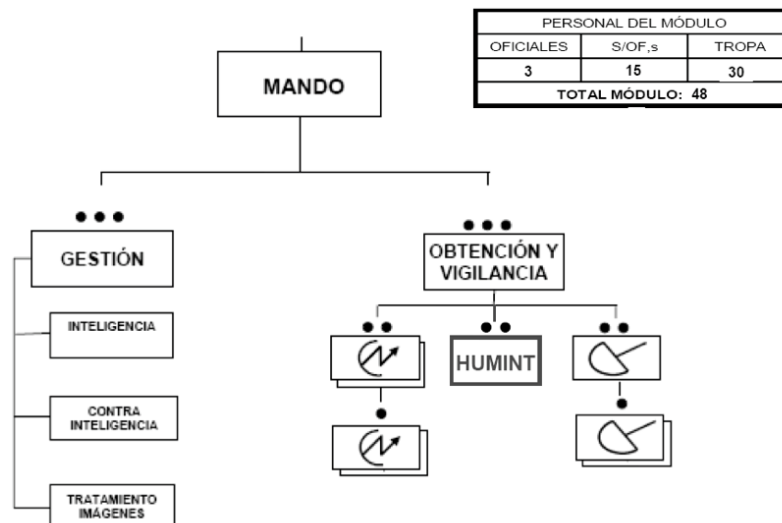 PERSONAL DEL MÓDULO
OFICIALES S/OF,s TROPA
3 15 30
TOTAL MÓDULO: 48
MANDO
GESTIÓN
INTELIGENCIA
CONTRA
INTELIGENCIA
TRATAMIENTO
IMÁGENES
OBTENCIÓN Y
VIGILANCIA
HUMINT